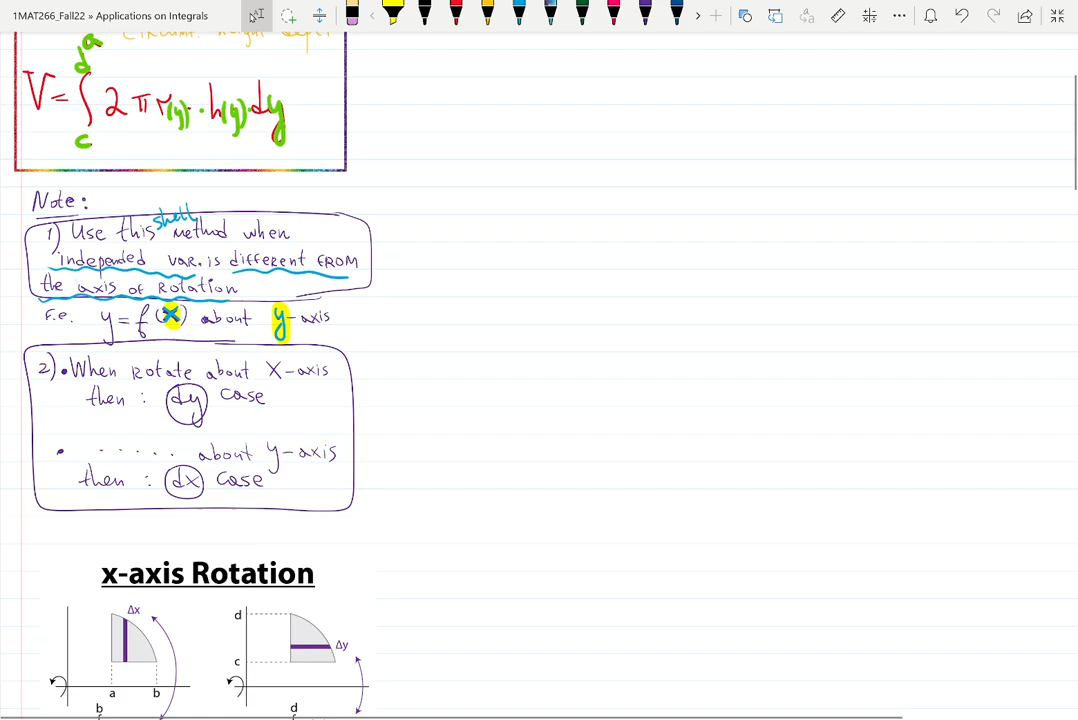 1MAT266_Fall22 » Applications on Integrals
d
V = ∫ 2 π r(y) · h(y) · dy
c
Note:
1) Use this shell method when
independed var. is different FROM
the axis of Rotation
F.e. y = f(x) about y-axis
2) • When Rotate about X-axis
then : dy case
• ...... about y-axis
then : dx case
x-axis Rotation
Δx
d
Δy
c
a b
b
d